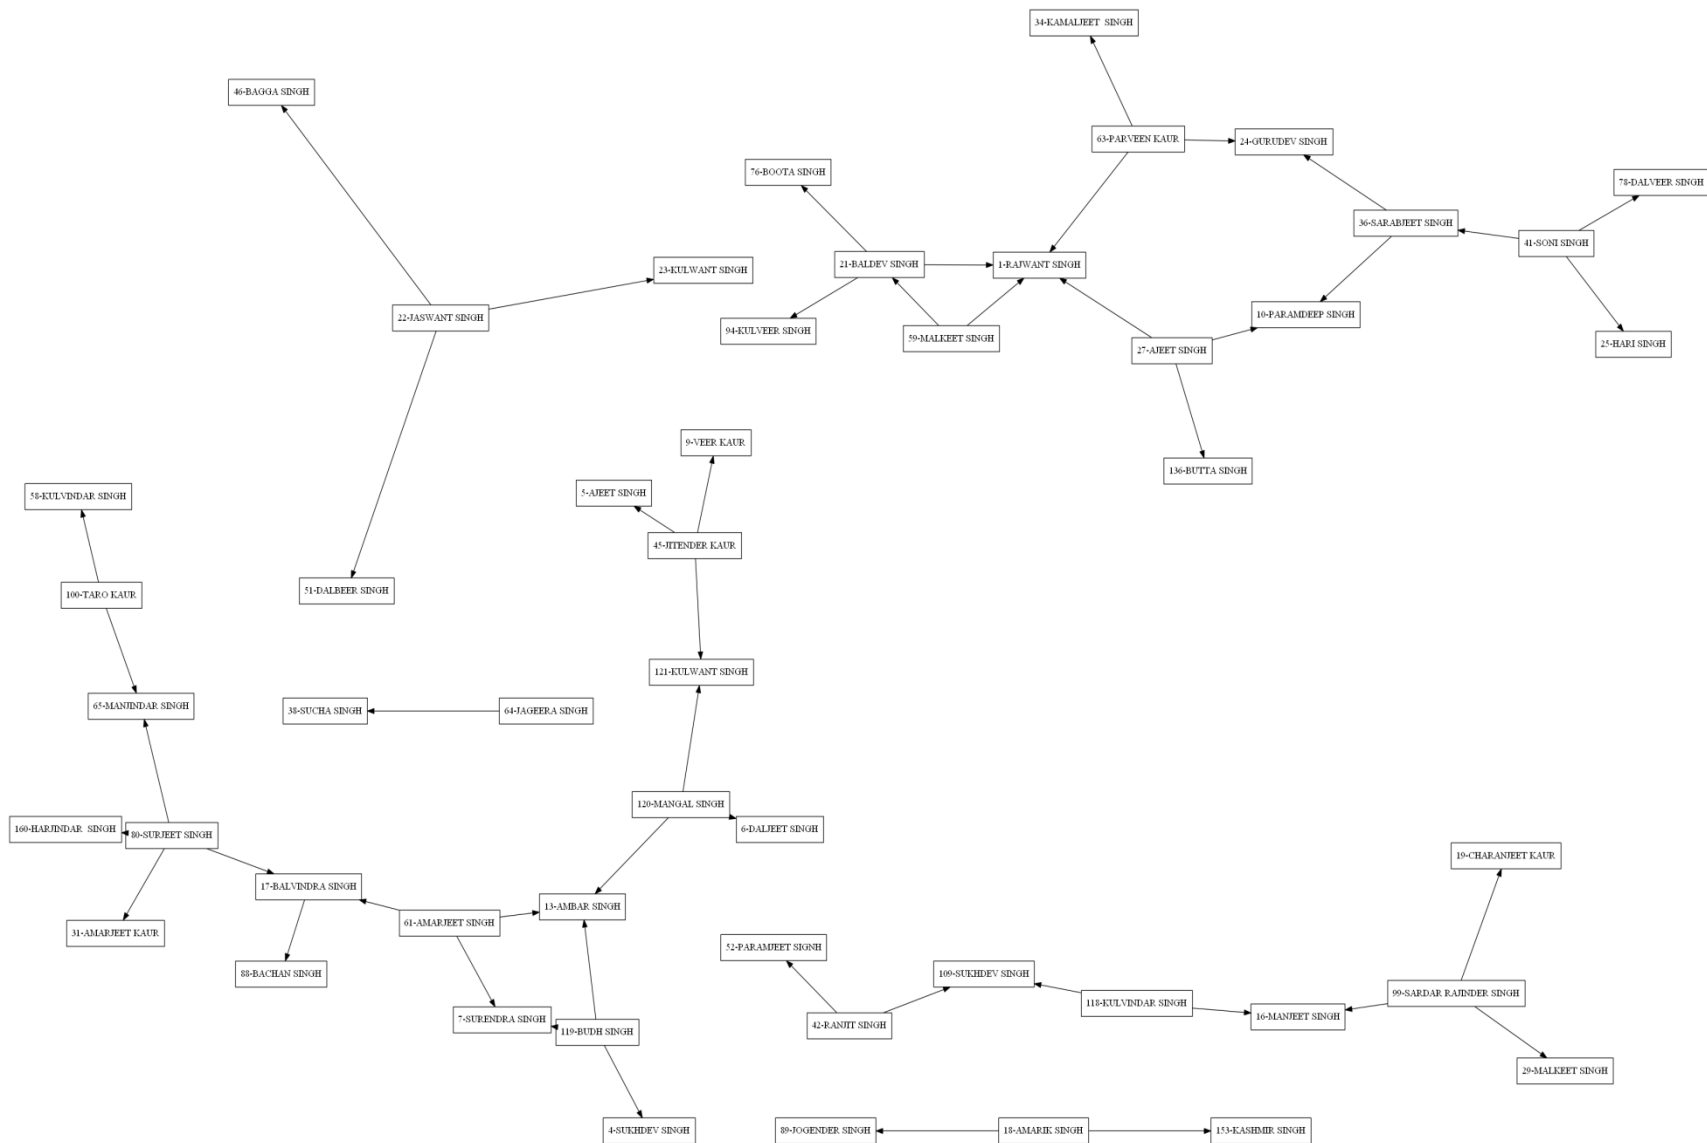 34-KAMALJEET  SINGH
46-BAGGA SINGH
63-PARVEEN KAUR
24-GURUDEV SINGH
76-BOOTA SINGH
78-DALVEER SINGH
36-SARABJEET SINGH
41-SONI SINGH
21-BALDEV SINGH
1-RAJWANT SINGH
23-KULWANT SINGH
22-JASWANT SINGH
10-PARAMDEEP SINGH
94-KULVEER SINGH
59-MALKEET SINGH
27-AJEET SINGH
25-HARI SINGH
9-VEER KAUR
136-BUTTA SINGH
58-KULVINDAR SINGH
5-AJEET SINGH
45-JITENDER KAUR
51-DALBEER SINGH
100-TARO KAUR
121-KULWANT SINGH
65-MANJINDAR SINGH
38-SUCHA SINGH
64-JAGEERA SINGH
120-MANGAL SINGH
160-HARJINDAR  SINGH
80-SURJEET SINGH
6-DALJEET SINGH
19-CHARANJEET KAUR
17-BALVINDRA SINGH
13-AMBAR SINGH
61-AMARJEET SINGH
31-AMARJEET KAUR
52-PARAMJEET SIGNH
88-BACHAN SINGH
109-SUKHDEV SINGH
99-SARDAR RAJINDER SINGH
118-KULVINDAR SINGH
7-SURENDRA SINGH
119-BUDH SINGH
42-RANJIT SINGH
16-MANJEET SINGH
29-MALKEET SINGH
4-SUKHDEV SINGH
89-JOGENDER SINGH
18-AMARIK SINGH
153-KASHMIR SINGH